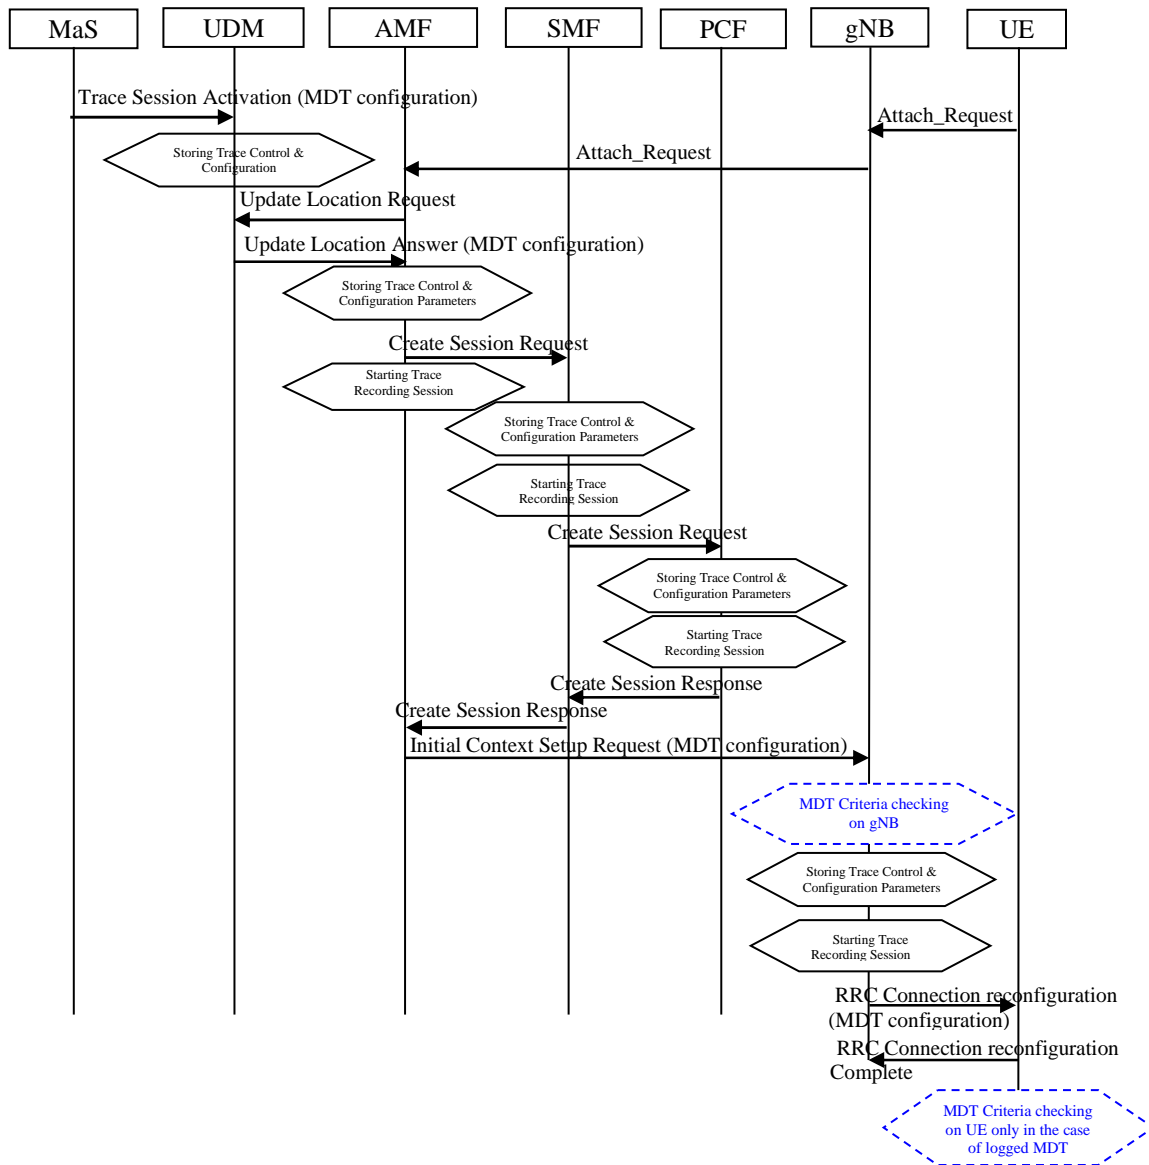 MaS
UDM
AMF
SMF
PCF
gNB
UE
Trace Session Activation (MDT configuration)
Attach_Request
Storing Trace Control &
Configuration
Attach_Request
Update Location Request
Update Location Answer (MDT configuration)
Storing Trace Control &
Configuration Parameters
Create Session Request
Starting Trace
Recording Session
Storing Trace Control &
Configuration Parameters
Starting Trace
Recording Session
Create Session Request
Storing Trace Control &
Configuration Parameters
Starting Trace
Recording Session
Create Session Response
Create Session Response
Initial Context Setup Request (MDT configuration)
MDT Criteria checking
on gNB
Storing Trace Control &
Configuration Parameters
Starting Trace
Recording Session
RRC Connection reconfiguration
(MDT configuration)
RRC Connection reconfiguration
Complete
MDT Criteria checking
on UE only in the case
of logged MDT